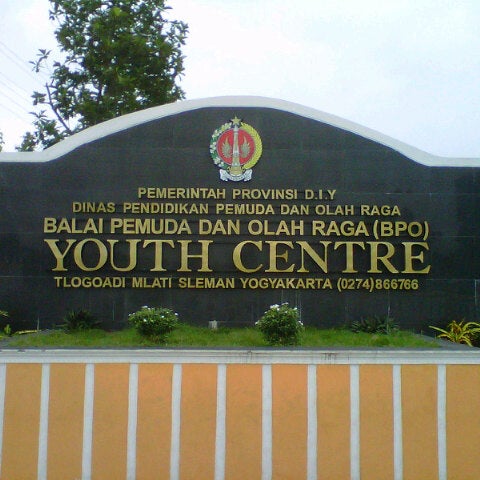 PEMERINTAH PROVINSI D.I.Y
DINAS PENDIDIKAN PEMUDA DAN OLAH RAGA
BALAI PEMUDA DAN OLAH RAGA (BPO)
YOUTH CENTRE
TLOGOADI MLATI SLEMAN YOGYAKARTA (0274)866766